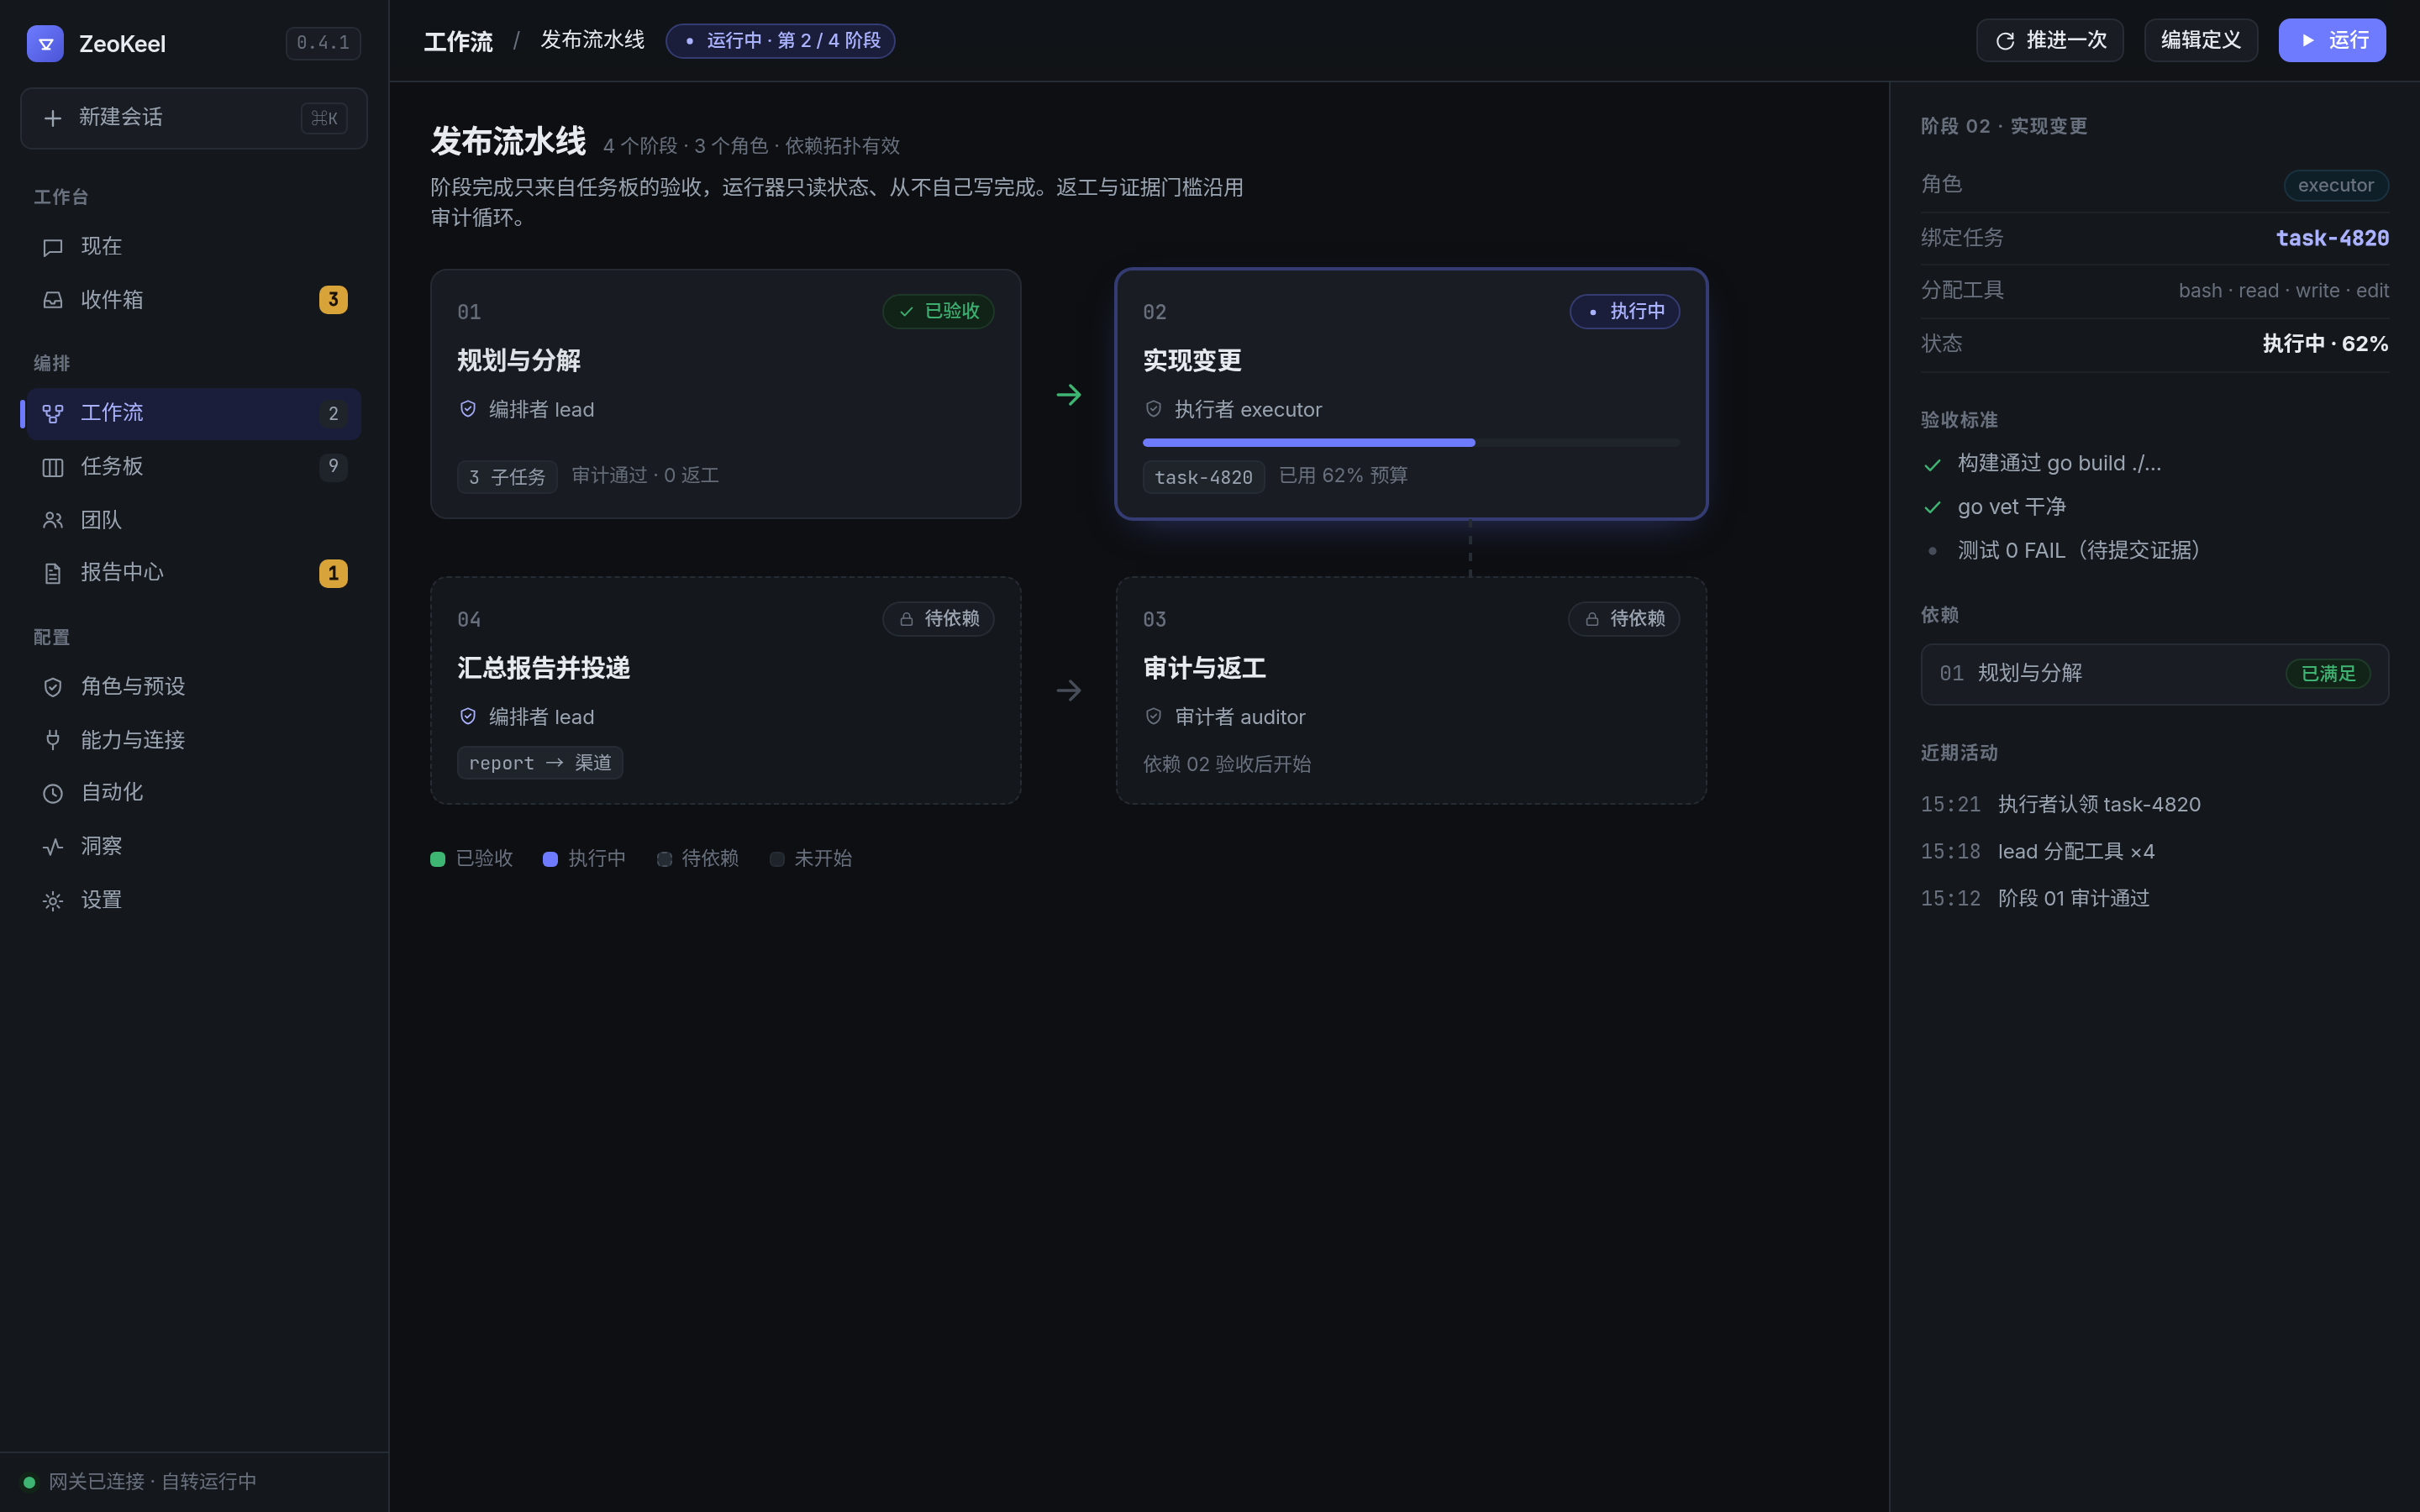 ZeoKeel 0.4.1
新建会话 ⌘K
工作台
现在
收件箱 3
编排
工作流 2
任务板 9
团队
报告中心 1
配置
角色与预设
能力与连接
自动化
洞察
设置
网关已连接 · 自转运行中
工作流 / 发布流水线 运行中 · 第 2 / 4 阶段
推进一次 编辑定义 运行
发布流水线 4 个阶段 · 3 个角色 · 依赖拓扑有效
阶段完成只来自任务板的验收，运行器只读状态、从不自己写完成。返工与证据门槛沿用
审计循环。
01 已验收
规划与分解
编排者 lead
3 子任务 审计通过 · 0 返工
02 执行中
实现变更
执行者 executor
task-4820 已用 62% 预算
04 待依赖
汇总报告并投递
编排者 lead
report → 渠道
03 待依赖
审计与返工
审计者 auditor
依赖 02 验收后开始
已验收 执行中 待依赖 未开始
阶段 02 · 实现变更
角色 executor
绑定任务 task-4820
分配工具 bash · read · write · edit
状态 执行中 · 62%
验收标准
构建通过 go build ./...
go vet 干净
测试 0 FAIL（待提交证据）
依赖
01 规划与分解 已满足
近期活动
15:21 执行者认领 task-4820
15:18 lead 分配工具 ×4
15:12 阶段 01 审计通过